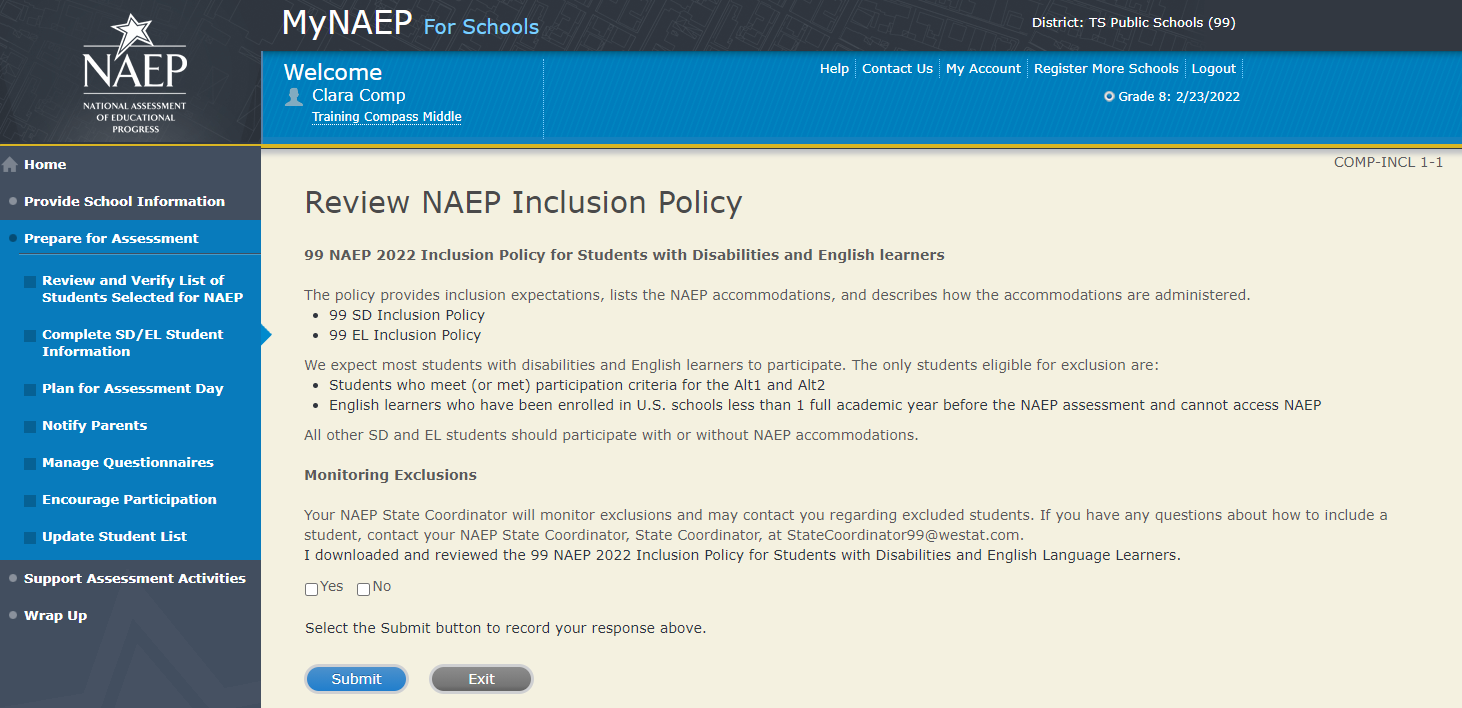 MyNAEP For Schools
District: TS Public Schools (99)
NAEP
NATIONAL ASSESSMENT
OF EDUCATIONAL
PROGRESS
Welcome
Clara Comp
Training Compass Middle
Help Contact Us My Account Register More Schools Logout
Grade 8: 2/23/2022
Home
Provide School Information
Prepare for Assessment
Review and Verify List of
Students Selected for NAEP
Complete SD/EL Student
Information
Plan for Assessment Day
Notify Parents
Manage Questionnaires
Encourage Participation
Update Student List
Support Assessment Activities
Wrap Up
COMP-INCL 1-1
Review NAEP Inclusion Policy
99 NAEP 2022 Inclusion Policy for Students with Disabilities and English learners
The policy provides inclusion expectations, lists the NAEP accommodations, and describes how the accommodations are administered.
• 99 SD Inclusion Policy
• 99 EL Inclusion Policy
We expect most students with disabilities and English learners to participate. The only students eligible for exclusion are:
• Students who meet (or met) participation criteria for the Alt1 and Alt2
• English learners who have been enrolled in U.S. schools less than 1 full academic year before the NAEP assessment and cannot access NAEP
All other SD and EL students should participate with or without NAEP accommodations.
Monitoring Exclusions
Your NAEP State Coordinator will monitor exclusions and may contact you regarding excluded students. If you have any questions about how to include a
student, contact your NAEP State Coordinator, State Coordinator, at StateCoordinator99@westat.com.
I downloaded and reviewed the 99 NAEP 2022 Inclusion Policy for Students with Disabilities and English Language Learners.
Yes No
Select the Submit button to record your response above.
Submit Exit